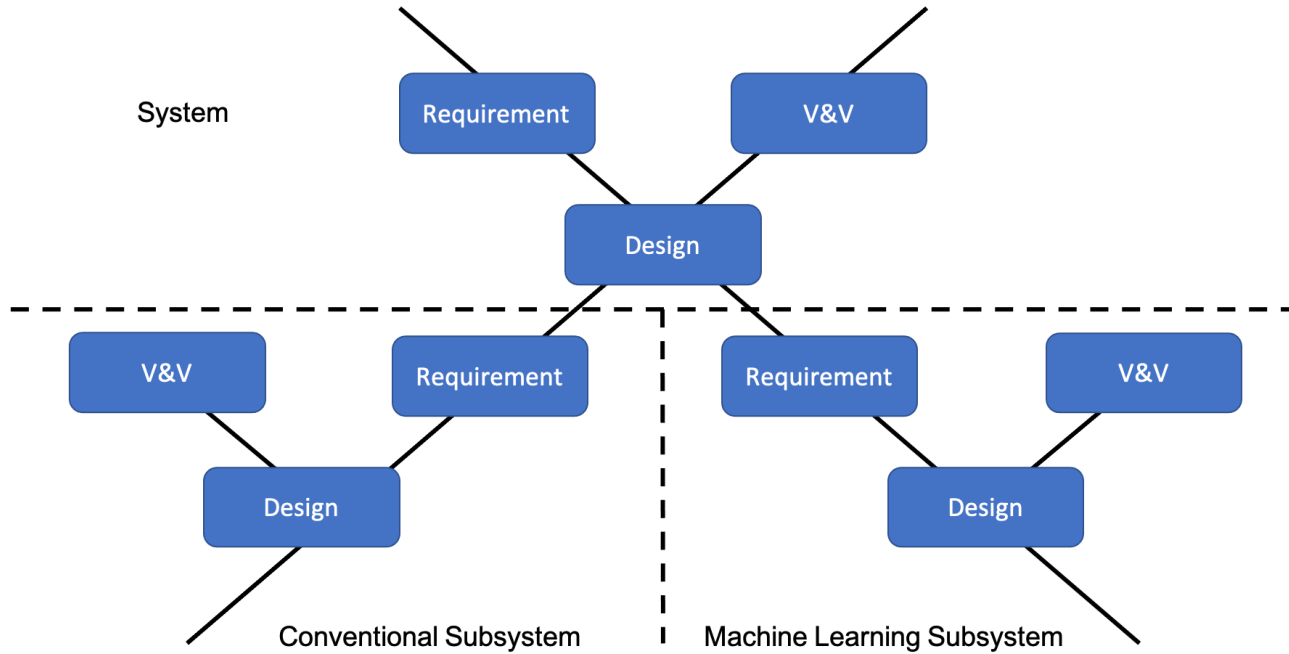 System
Requirement
V&V
Design
V&V
Requirement
Requirement
V&V
Design
Design
Conventional Subsystem
Machine Learning Subsystem